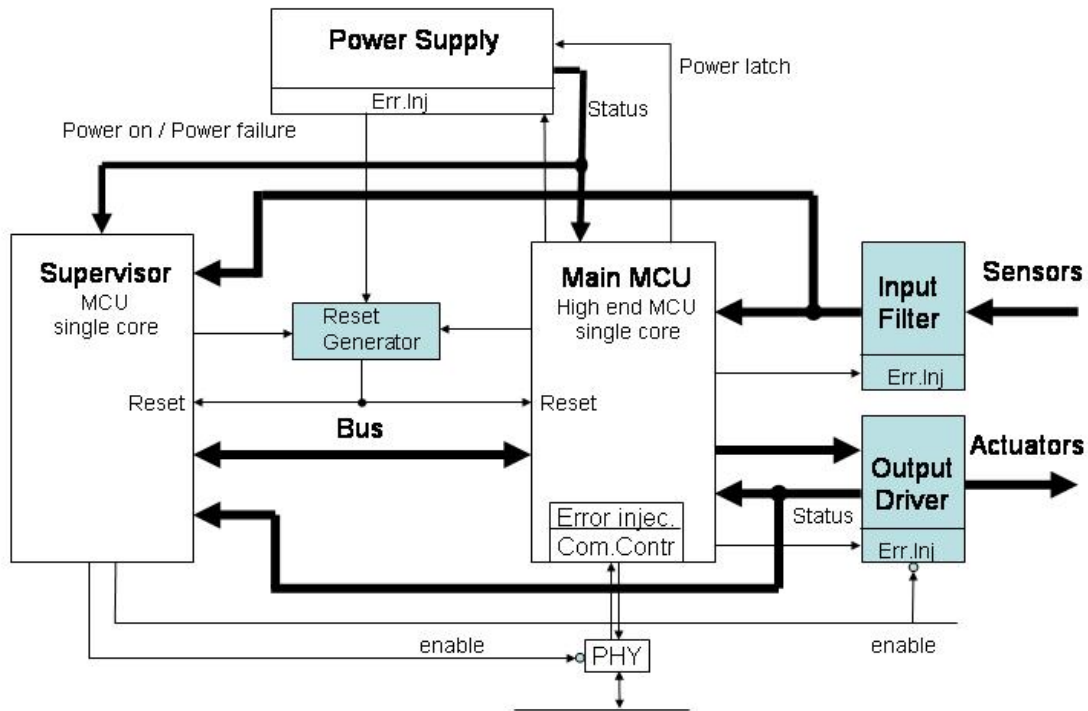 Power Supply
Err.Inj
Power latch
Status
Power on / Power failure
Supervisor
MCU
single core
Reset
Generator
Main MCU
High end MCU
single core
Input
Filter
Err.Inj
Sensors
Reset
Reset
Bus
Output
Driver
Err.Inj
Actuators
Status
Error injec.
Com.Contr
enable
PHY
enable